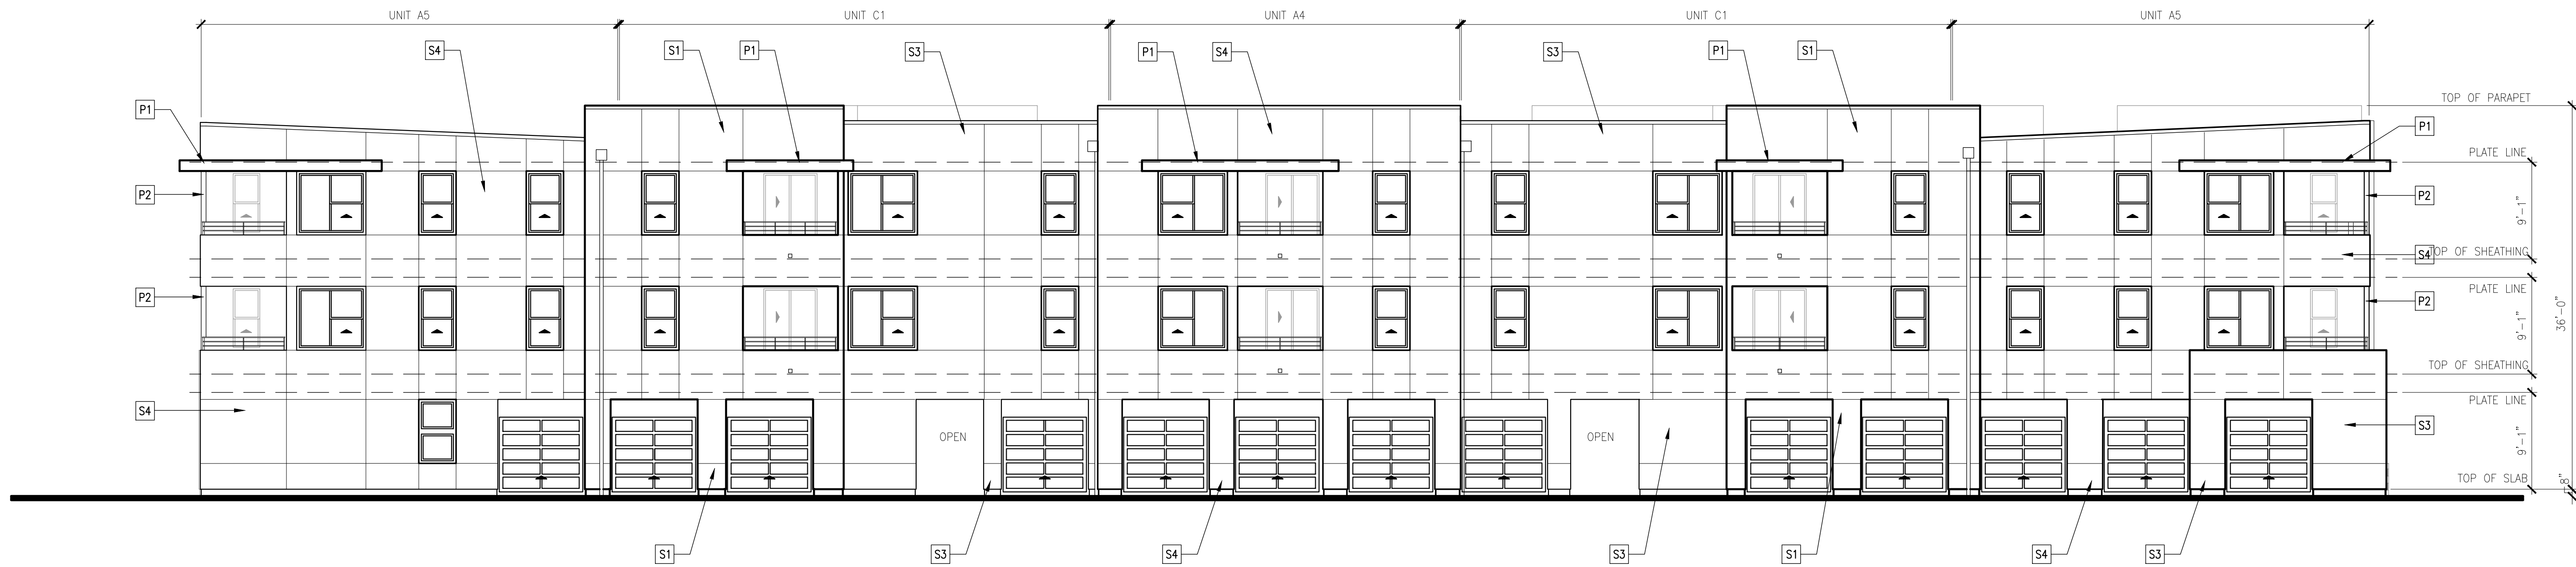 UNIT A5
UNIT C1
UNIT A4
UNIT C1
UNIT A5
S4
S1
P1
S3
P1
S4
S3
P1
S1
TOP OF PARAPET
P1
P1
PLATE LINE
P2
P2
9'-1"
S4
TOP OF SHEATHING
PLATE LINE
P2
P2
36'-0"
9'-1"
TOP OF SHEATHING
PLATE LINE
S4
S3
OPEN
OPEN
9'-1"
TOP OF SLAB
8"
S1
S3
S4
S3
S1
S4
S3